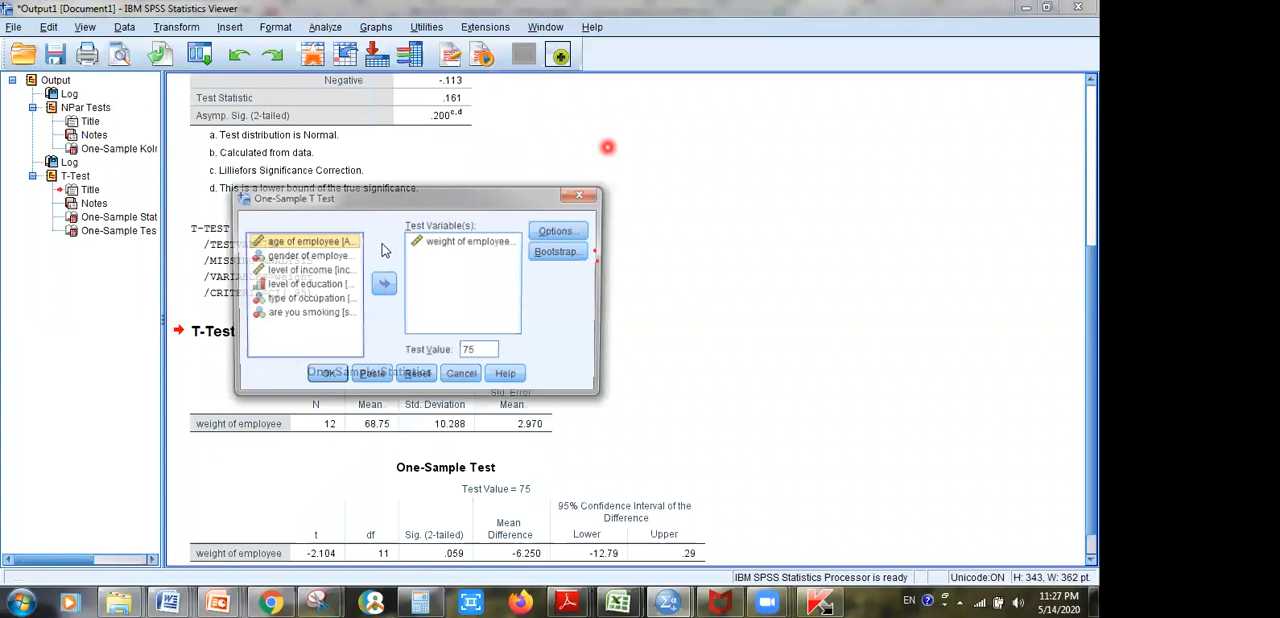 *Output1 [Document1] - IBM SPSS Statistics Viewer
File Edit View Data Transform Insert Format Analyze Graphs Utilities Extensions Window Help
Output
Log
NPar Tests
Title
Notes
One-Sample Kolr
Log
T-Test
Title
Notes
One-Sample Stat
One-Sample Tes
Negative -.113
Test Statistic .161
Asymp. Sig. (2-tailed) .200c,d
a. Test distribution is Normal.
b. Calculated from data.
c. Lilliefors Significance Correction.
d. This is a lower bound of the true significance.
T-TEST
One-Sample T Test
Test Variable(s):
age of employee [A...
gender of employe...
level of income [inc...
level of education [...
type of occupation [...
are you smoking [s...
weight of employee...
Options...
Bootstrap...
Test Value: 75
OK Paste Reset Cancel Help
T-Test
One-Sample Statistics
N Mean Std. Deviation Std. Error Mean
weight of employee 12 68.75 10.288 2.970
One-Sample Test
Test Value = 75
t df Sig. (2-tailed) Mean Difference 95% Confidence Interval of the Difference
Lower Upper
weight of employee -2.104 11 .059 -6.250 -12.79 .29
IBM SPSS Statistics Processor is ready Unicode:ON H: 343, W: 362 pt.
EN 11:27 PM
5/14/2020